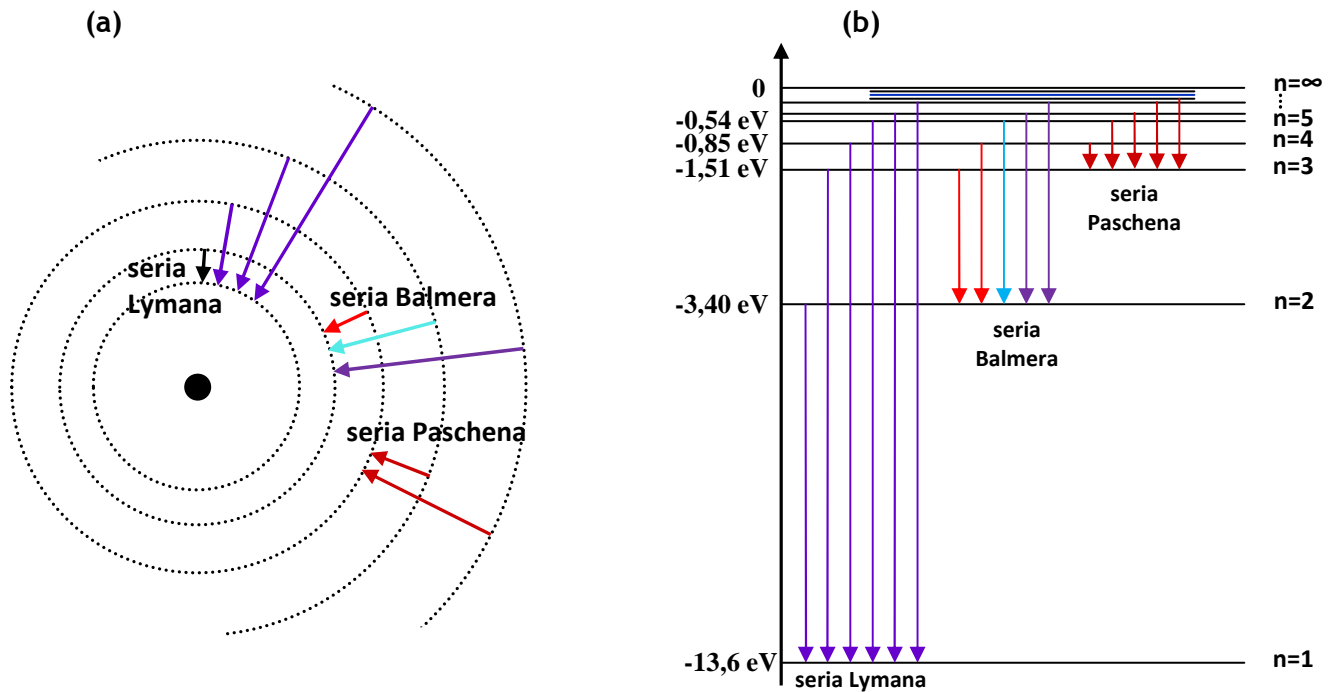 (a)
seria
Lymana
seria Balmera
seria Paschena
(b)
0
n=∞
-0,54 eV
n=5
-0,85 eV
n=4
-1,51 eV
n=3
seria
Paschena
-3,40 eV
n=2
seria
Balmera
-13,6 eV
n=1
seria Lymana